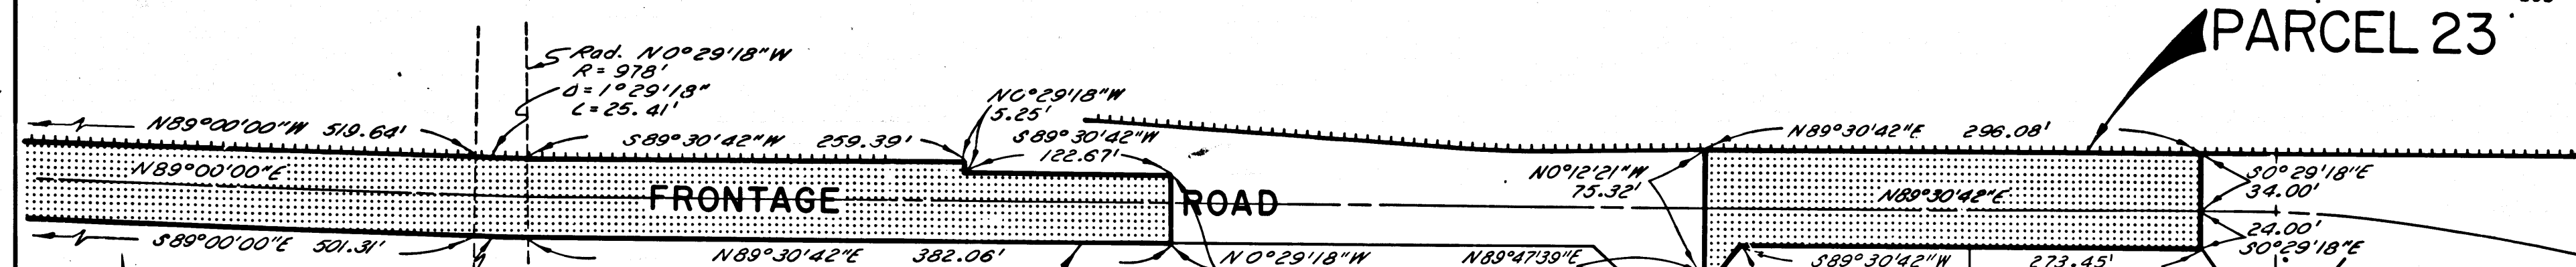 PARCEL 23
Rad. N0°29'18"W
R = 978'
Δ = 1°29'18"
L = 25.41'
N0°29'18"W
5.25'
N89°00'00"W 519.64'
S89°30'42"W 259.39'
S89°30'42"W
122.67'
N89°30'42"E 296.08'
N89°00'00"E
FRONTAGE ROAD
N0°12'21"W
75.32'
N89°30'42"E
S0°29'18"E
34.00'
24.00'
S0°29'18"E
S89°00'00"E 501.31'
N89°30'42"E 382.06'
N0°29'18"W
N89°47'39"E
S89°30'42"W 273.45'